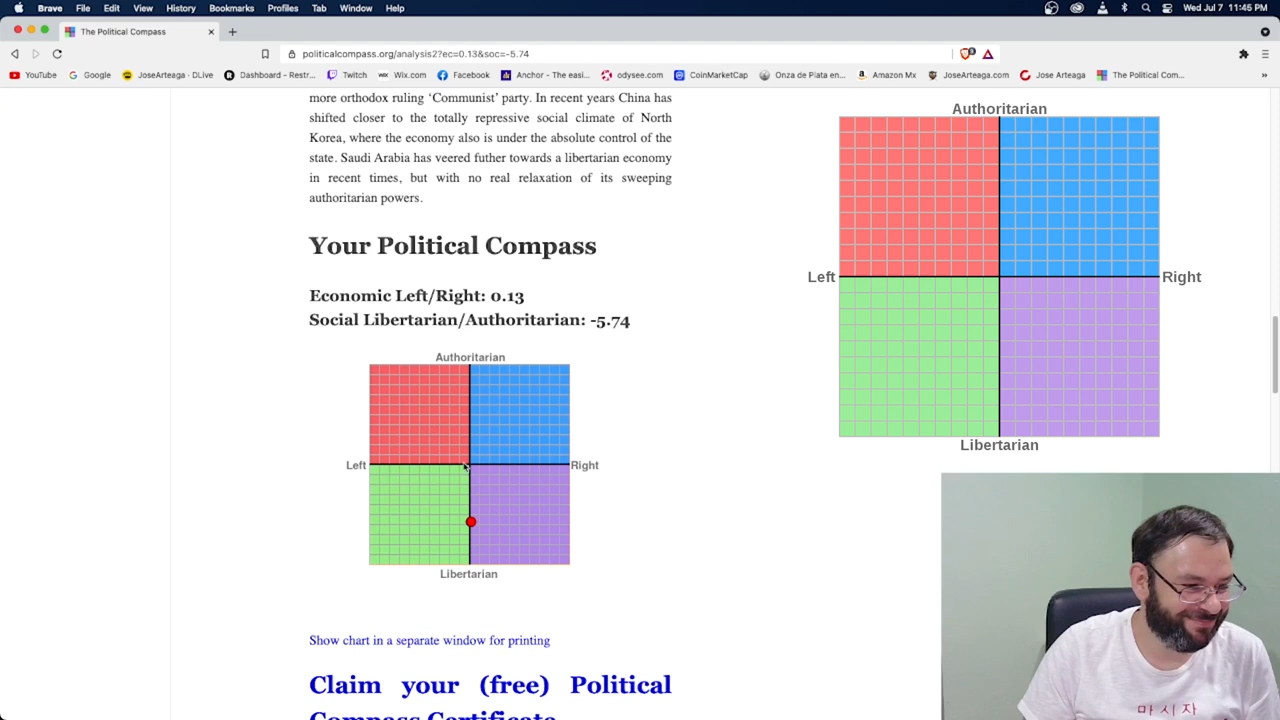 Brave File Edit View History Bookmarks Profiles Tab Window Help
Wed Jul 7 11:45 PM
The Political Compass
politicalcompass.org/analysis2?ec=0.13&soc=-5.74
YouTube Google JoseArteaga · DLive Dashboard - Restr... Twitch Wix.com Facebook Anchor - The easi... odysee.com CoinMarketCap Onza de Plata en... Amazon Mx JoseArteaga.com Jose Arteaga The Political Com... »
more orthodox ruling ‘Communist’ party. In recent years China has
shifted closer to the totally repressive social climate of North
Korea, where the economy also is under the absolute control of the
state. Saudi Arabia has veered futher towards a libertarian economy
in recent times, but with no real relaxation of its sweeping
authoritarian powers.
Your Political Compass
Economic Left/Right: 0.13
Social Libertarian/Authoritarian: -5.74
Authoritarian
Left Right
Libertarian
Show chart in a separate window for printing
Claim your (free) Political
Compass Certificate
Authoritarian
Left Right
Libertarian
마시자